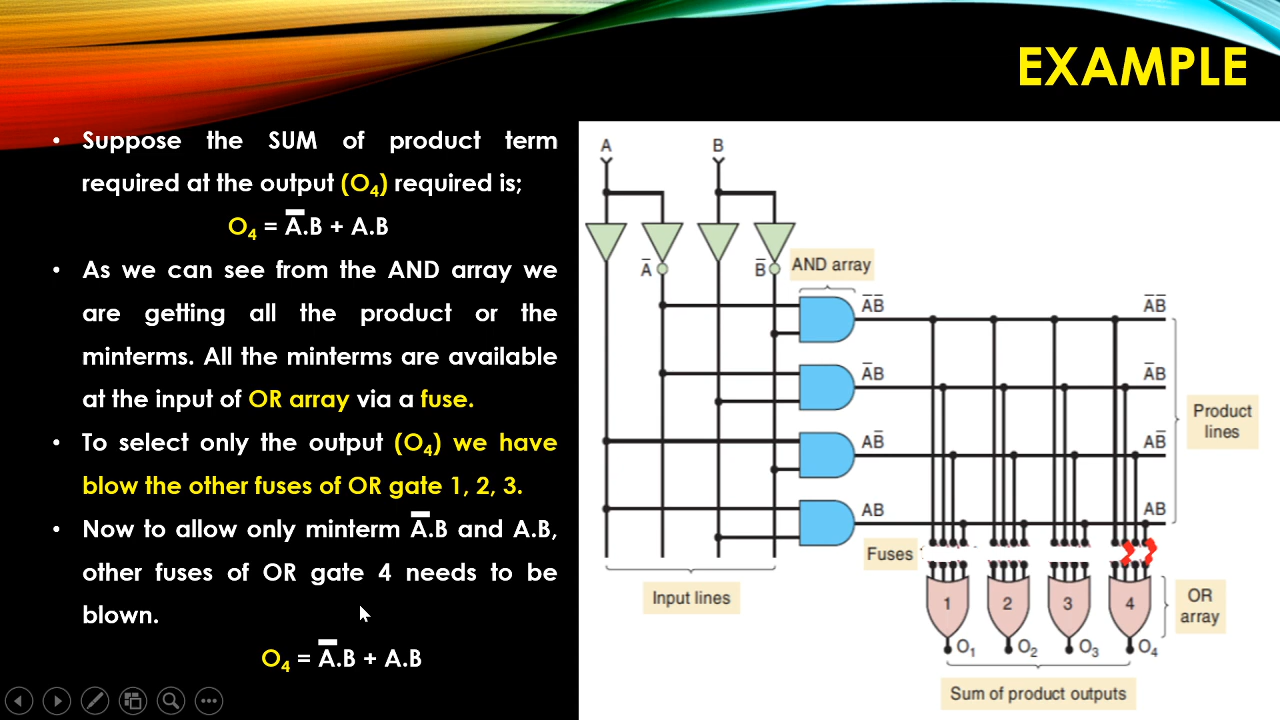 EXAMPLE
• Suppose the SUM of product term
required at the output (O₄) required is;
O₄ = A̅.B + A.B
• As we can see from the AND array we
are getting all the product or the
minterms. All the minterms are available
at the input of OR array via a fuse.
• To select only the output (O₄) we have
blow the other fuses of OR gate 1, 2, 3.
• Now to allow only minterm A̅.B and A.B,
other fuses of OR gate 4 needs to be
blown.
O₄ = A̅.B + A.B
A B
A̅ B̅ AND array
A̅B̅ A̅B̅
A̅B A̅B
Product
lines
AB̅ AB̅
AB AB
Fuses
Input lines
1 2 3 4
OR
array
O₁ O₂ O₃ O₄
Sum of product outputs